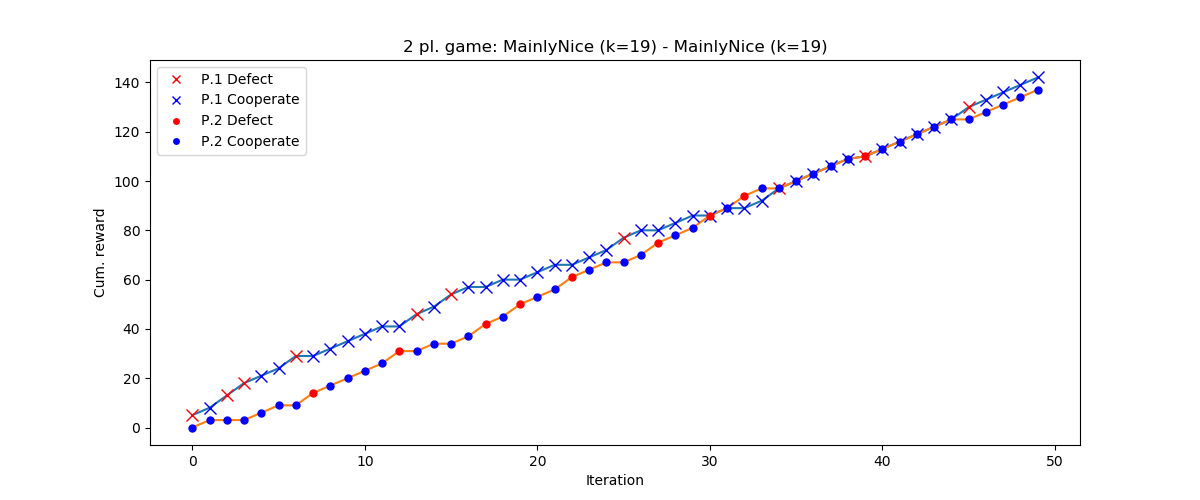 2 pl. game: MainlyNice (k=19) - MainlyNice (k=19)
P.1 Defect
P.1 Cooperate
P.2 Defect
P.2 Cooperate
140
120
100
80
60
40
20
0
Cum. reward
0 10 20 30 40 50
Iteration